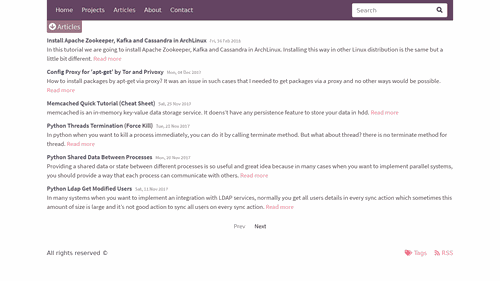 Home Projects Articles About Contact Search
Articles
Install Apache Zookeeper, Kafka and Cassandra in ArchLinux Fri, 16 Feb 2018
In this tutorial we are going to install Apache Zookeeper, Kafka and Cassandra in ArchLinux. Installing this way in other Linux distribution is the same but a
little bit different. Read more
Config Proxy for 'apt-get' by Tor and Privoxy Mon, 04 Dec 2017
How to install packages by apt-get via proxy? It was an issue in such cases that I needed to get packages via a proxy and no other ways would be possible.
Read more
Memcached Quick Tutorial (Cheat Sheet) Sat, 25 Nov 2017
memcached is an in-memory key-value data storage service. It doens't have any persistence feature to store your data in hdd. Read more
Python Threads Termination (Force Kill) Tue, 21 Nov 2017
In python when you want to kill a process immediately, you can do it by calling terminate method. But what about thread? there is no terminate method for
thread. Read more
Python Shared Data Between Processes Mon, 20 Nov 2017
Providing a shared data or state between different processes is so useful and great idea because in many cases when you want to implement parallel systems,
you should provide a way that each process can communicate with others. Read more
Python Ldap Get Modified Users Sat, 11 Nov 2017
In many systems when you want to implement an integration with LDAP services, normally you get all users details in every sync action which sometimes this
amount of size is large and it's not good action to sync all users on every sync action. Read more
Prev Next
All rights reserved © Tags RSS